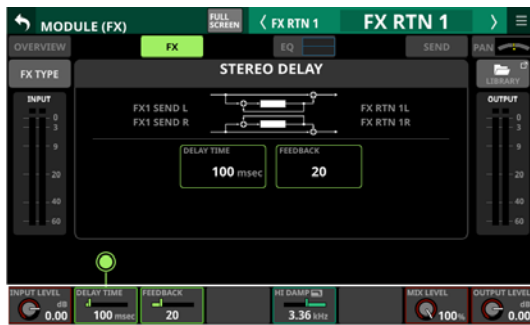 MODULE (FX)
FULL SCREEN
FX RTN 1
FX RTN 1
OVERVIEW
FX
EQ
SEND
PAN
FX TYPE
STEREO DELAY
LIBRARY
INPUT
OUTPUT
FX1 SEND L
FX RTN 1L
FX1 SEND R
FX RTN 1R
0
3
9
20
40
60
0
3
9
20
40
60
DELAY TIME
FEEDBACK
100 msec
20
INPUT LEVEL
DELAY TIME
FEEDBACK
HI DAMP
MIX LEVEL
OUTPUT LEVEL
dB
0.00
100 msec
20
3.36 kHz
100%
dB
0.00